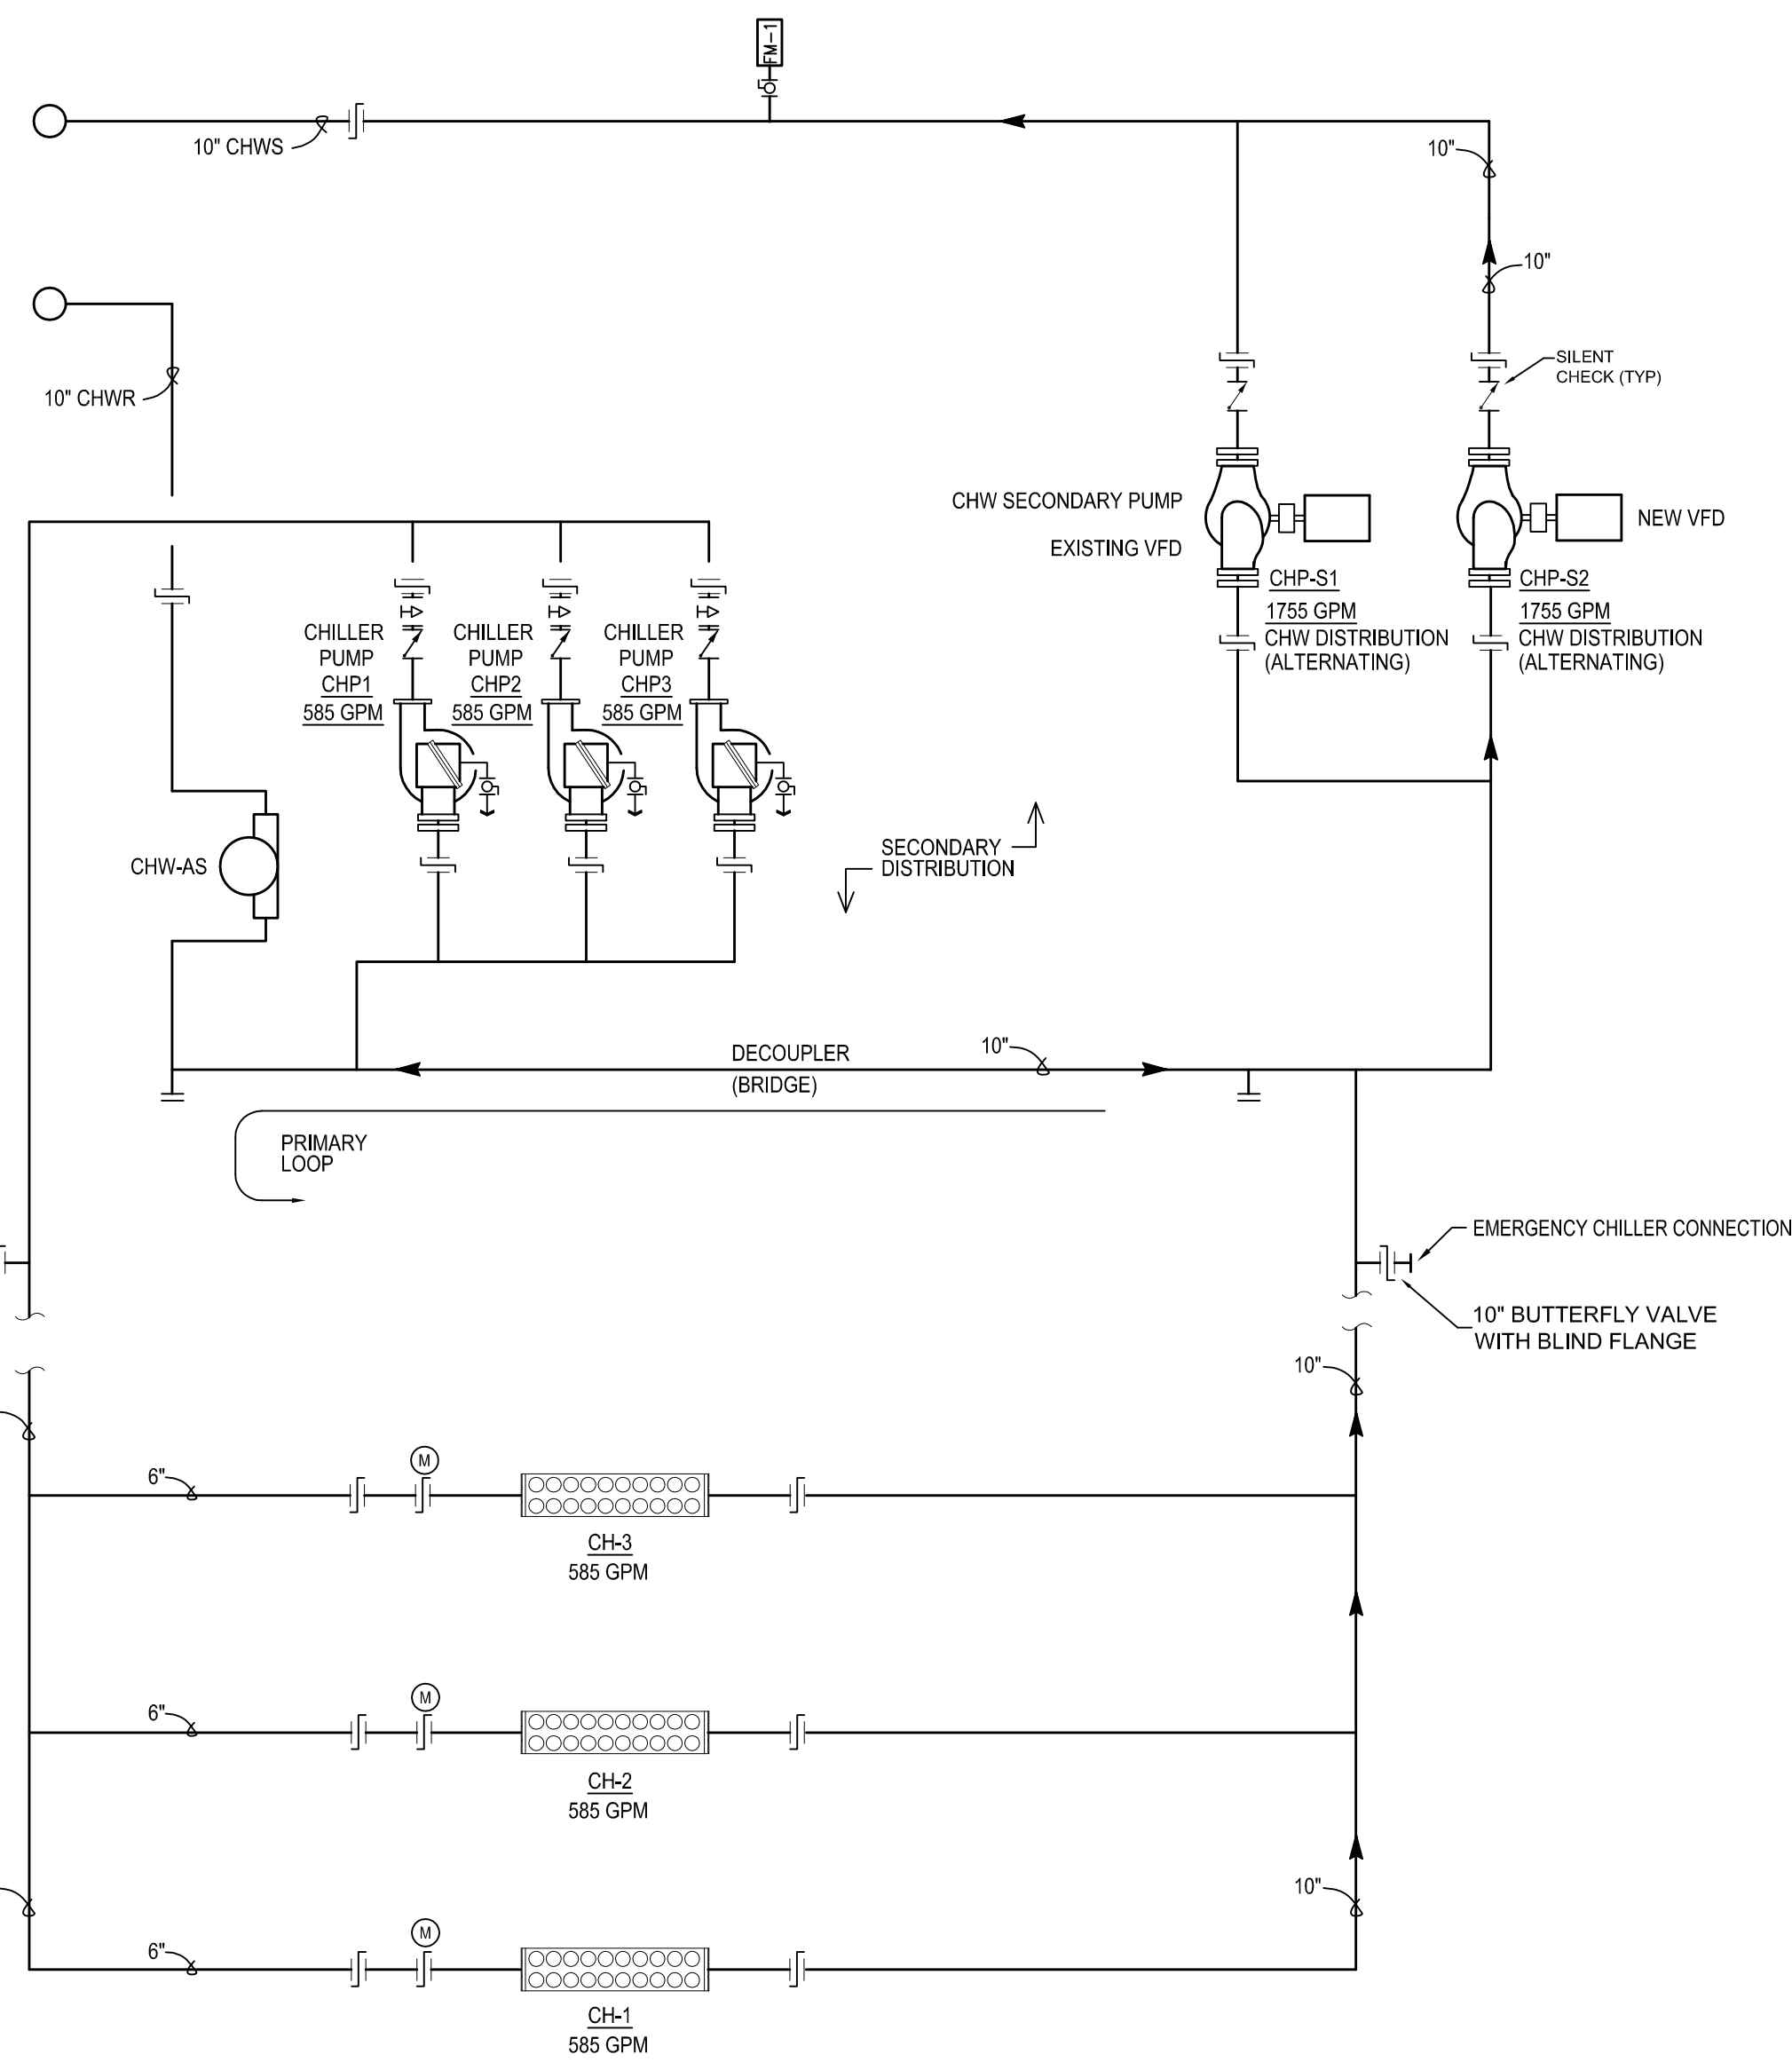 FM-1
10" CHWS
10"
10"
10" CHWR
SILENT
CHECK (TYP)
CHW SECONDARY PUMP
EXISTING VFD
NEW VFD
CHP-S1
1755 GPM
CHW DISTRIBUTION
(ALTERNATING)
CHP-S2
1755 GPM
CHW DISTRIBUTION
(ALTERNATING)
CHILLER
PUMP
CHP1
585 GPM
CHILLER
PUMP
CHP2
585 GPM
CHILLER
PUMP
CHP3
585 GPM
CHW-AS
SECONDARY
DISTRIBUTION
DECOUPLER
(BRIDGE)
10"
PRIMARY
LOOP
EMERGENCY CHILLER CONNECTION
10" BUTTERFLY VALVE
WITH BLIND FLANGE
10"
6"
M
CH-3
585 GPM
6"
M
CH-2
585 GPM
10"
6"
M
CH-1
585 GPM